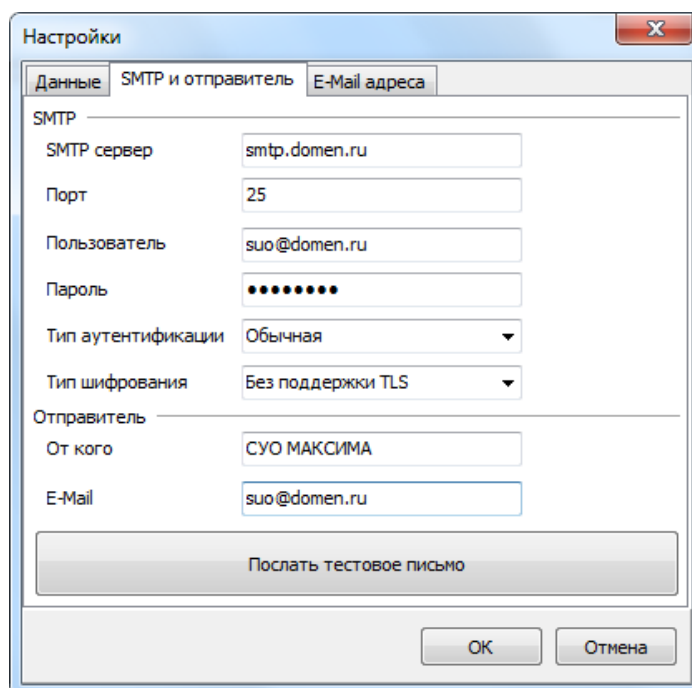 Настройки
Данные SMTP и отправитель E-Mail адреса
SMTP
SMTP сервер smtp.domen.ru
Порт 25
Пользователь suo@domen.ru
Пароль ••••••••
Тип аутентификации Обычная
Тип шифрования Без поддержки TLS
Отправитель
От кого СУО МАКСИМА
E-Mail suo@domen.ru
Послать тестовое письмо
ОК Отмена